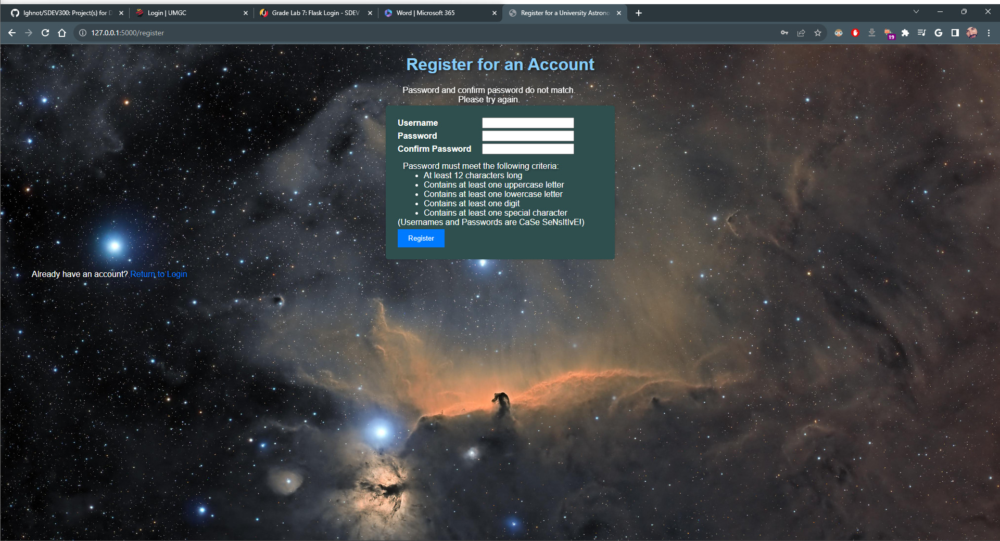 lghnot/SDEV300: Project(s) for D
Login | UMGC
Grade Lab 7: Flask Login - SDEV
Word | Microsoft 365
Register for a University Astrono
127.0.0.1:5000/register
19
Register for an Account
Password and confirm password do not match.
Please try again.
Username
Password
Confirm Password
Password must meet the following criteria:
• At least 12 characters long
• Contains at least one uppercase letter
• Contains at least one lowercase letter
• Contains at least one digit
• Contains at least one special character
(Usernames and Passwords are CaSe SeNsItIvE!)
Register
Already have an account? Return to Login